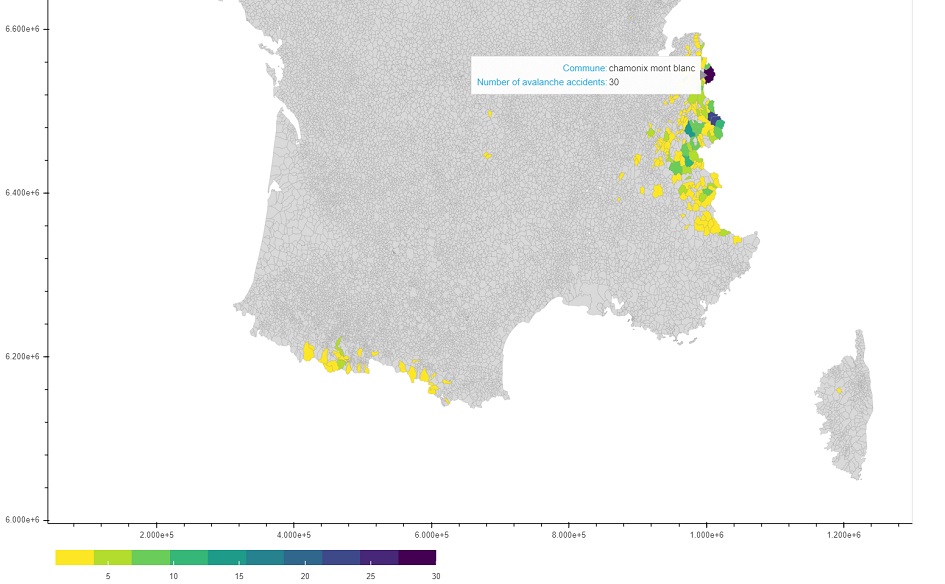 6.600e+6
Commune: chamonix mont blanc
Number of avalanche accidents: 30
6.400e+6
6.200e+6
6.000e+6
2.000e+5 4.000e+5 6.000e+5 8.000e+5 1.000e+6 1.200e+6
5 10 15 20 25 30